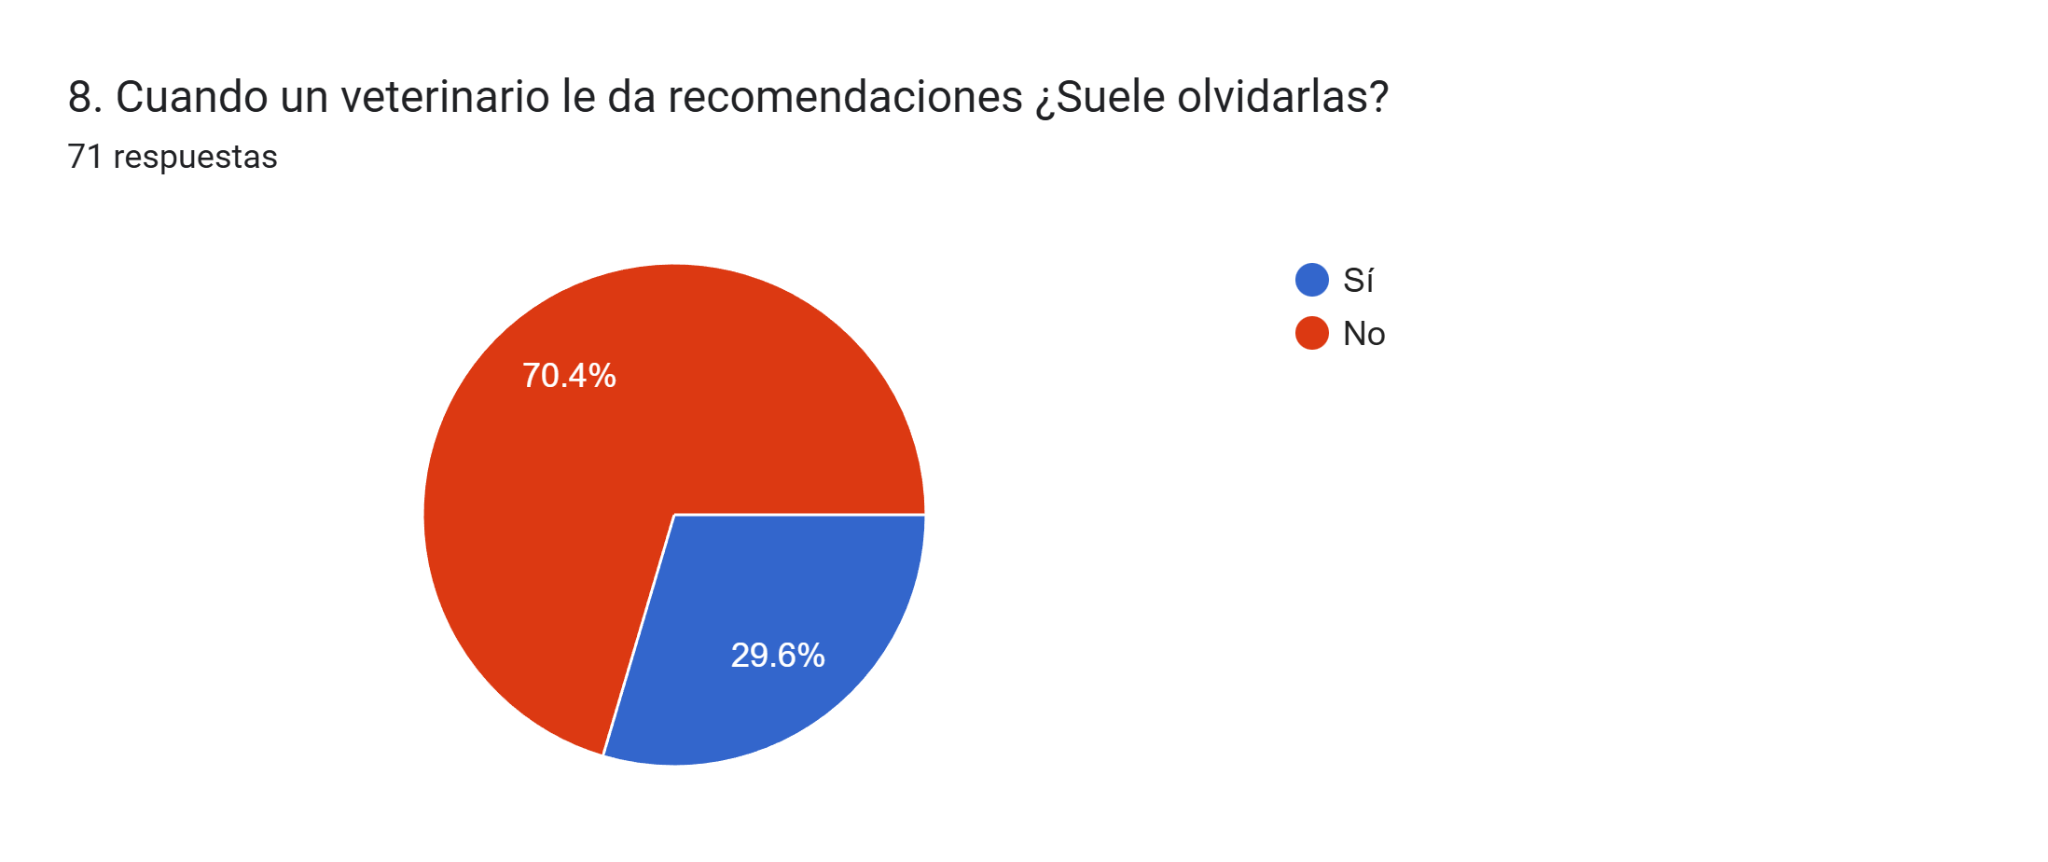 8. Cuando un veterinario le da recomendaciones ¿Suele olvidarlas?
71 respuestas
Sí
No
70.4%
29.6%